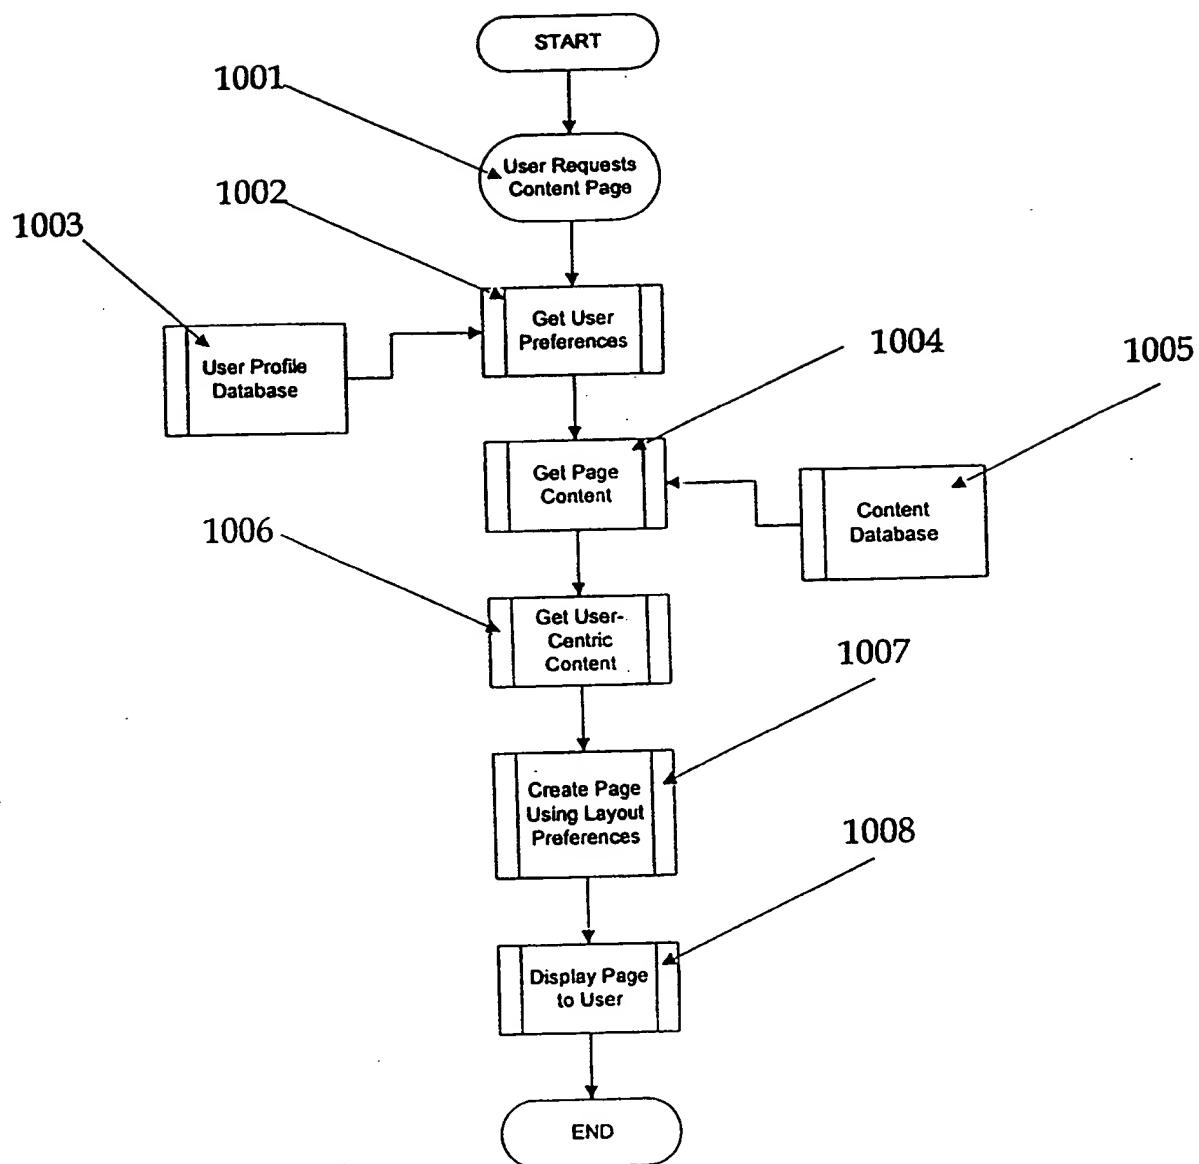 START
1001
User Requests
Content Page
1002
1003
Get User
Preferences
User Profile
Database
1004
1005
Get Page
Content
Content
Database
1006
Get User-
Centric
Content
1007
Create Page
Using Layout
Preferences
1008
Display Page
to User
END